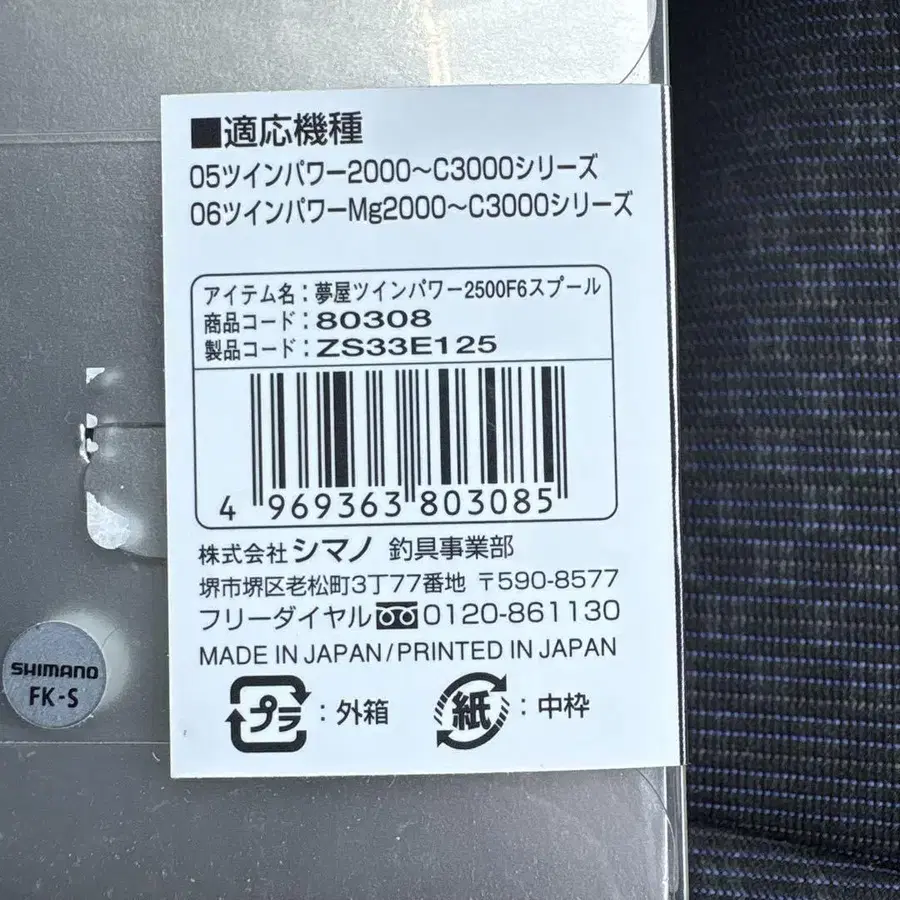 ■適応機種
05ツインパワー2000〜C3000シリーズ
06ツインパワーMg2000〜C3000シリーズ
アイテム名：夢屋ツインパワー2500F6スプール
商品コード：80308
製品コード：ZS33E125
4 969363 803085
株式会社シマノ 釣具事業部
堺市堺区老松町3丁77番地 〒590-8577
フリーダイヤル 0120-861130
MADE IN JAPAN/PRINTED IN JAPAN
プラ：外箱 紙：中枠
SHIMANO
FK-S